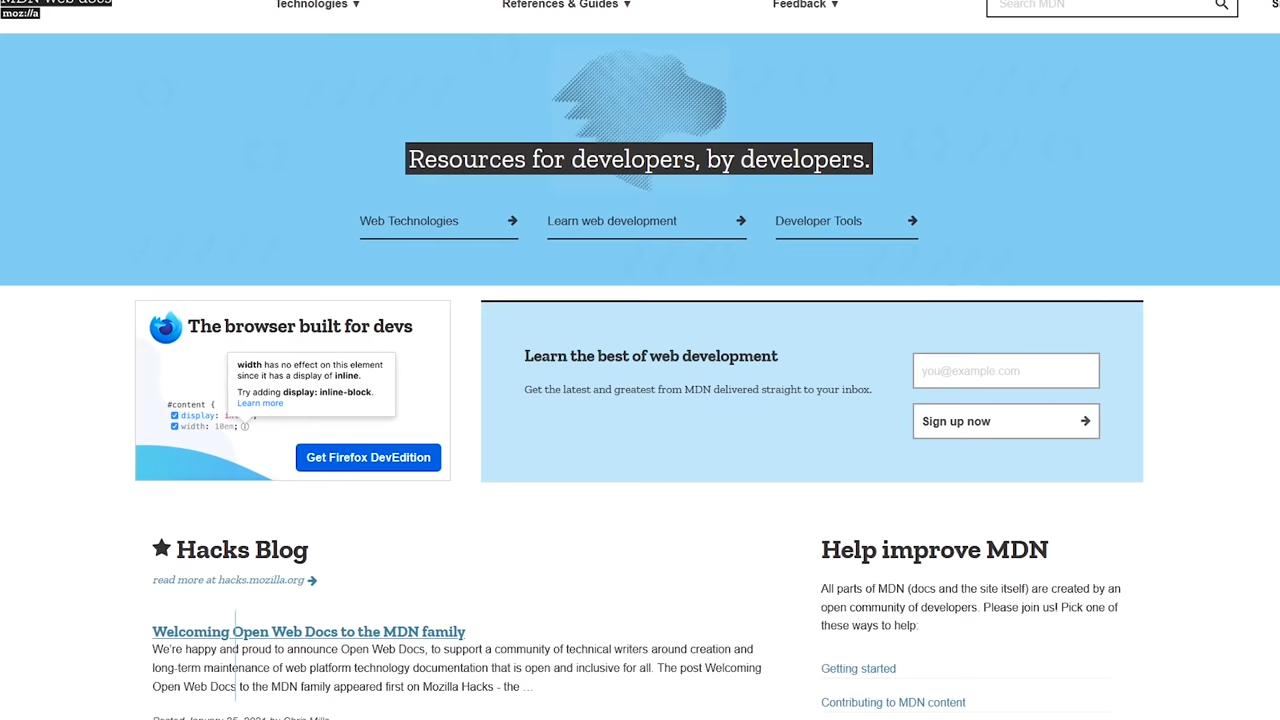 MDN web docs
moz://a
Technologies ▼
References & Guides ▼
Feedback ▼
Search MDN
Resources for developers, by developers.
Web Technologies
Learn web development
Developer Tools
The browser built for devs
width has no effect on this element
since it has a display of inline.
Try adding display: inline-block.
Learn more
#content {
display:
width: 10em;
Get Firefox DevEdition
Learn the best of web development
Get the latest and greatest from MDN delivered straight to your inbox.
you@example.com
Sign up now
Hacks Blog
read more at hacks.mozilla.org
Welcoming Open Web Docs to the MDN family
We're happy and proud to announce Open Web Docs, to support a community of technical writers around creation and
long-term maintenance of web platform technology documentation that is open and inclusive for all. The post Welcoming
Open Web Docs to the MDN family appeared first on Mozilla Hacks - the …
Posted January 25, 2021 by Chris Mills
Help improve MDN
All parts of MDN (docs and the site itself) are created by an
open community of developers. Please join us! Pick one of
these ways to help:
Getting started
Contributing to MDN content